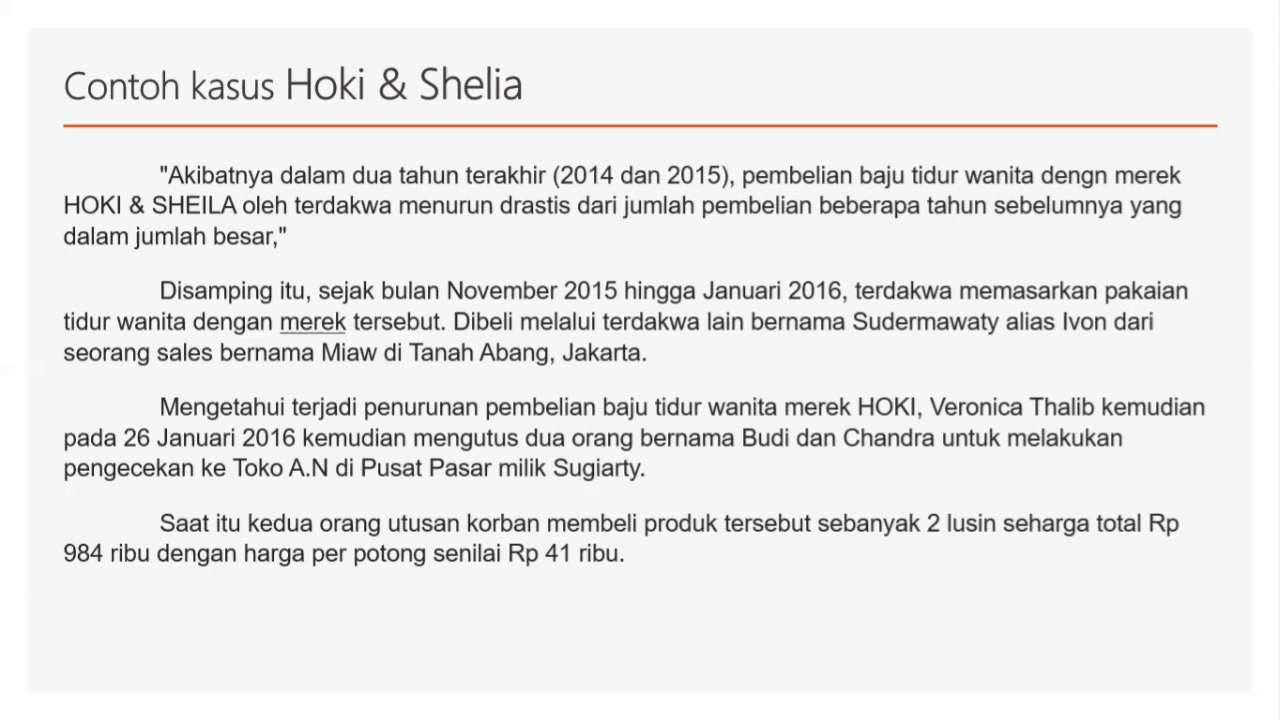 Contoh kasus Hoki & Shelia
"Akibatnya dalam dua tahun terakhir (2014 dan 2015), pembelian baju tidur wanita dengn merek
HOKI & SHEILA oleh terdakwa menurun drastis dari jumlah pembelian beberapa tahun sebelumnya yang
dalam jumlah besar,"
Disamping itu, sejak bulan November 2015 hingga Januari 2016, terdakwa memasarkan pakaian
tidur wanita dengan merek tersebut. Dibeli melalui terdakwa lain bernama Sudermawaty alias Ivon dari
seorang sales bernama Miaw di Tanah Abang, Jakarta.
Mengetahui terjadi penurunan pembelian baju tidur wanita merek HOKI, Veronica Thalib kemudian
pada 26 Januari 2016 kemudian mengutus dua orang bernama Budi dan Chandra untuk melakukan
pengecekan ke Toko A.N di Pusat Pasar milik Sugiarty.
Saat itu kedua orang utusan korban membeli produk tersebut sebanyak 2 lusin seharga total Rp
984 ribu dengan harga per potong senilai Rp 41 ribu.